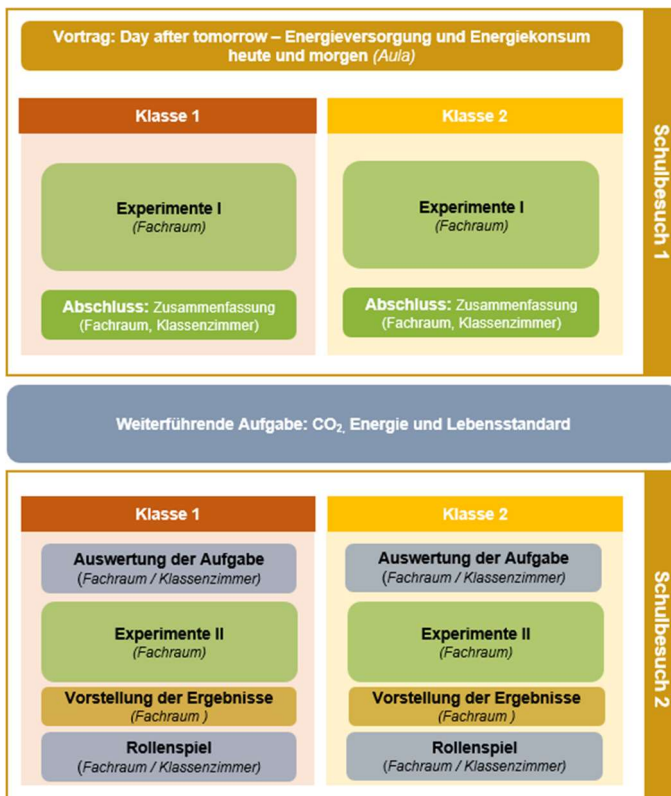 Vortrag: Day after tomorrow – Energieversorgung und Energiekonsum
heute und morgen (Aula)
Klasse 1
Klasse 2
Experimente I
(Fachraum)
Experimente I
(Fachraum)
Abschluss: Zusammenfassung
(Fachraum, Klassenzimmer)
Abschluss: Zusammenfassung
(Fachraum, Klassenzimmer)
Schulbesuch 1
Weiterführende Aufgabe: CO2, Energie und Lebensstandard
Klasse 1
Klasse 2
Auswertung der Aufgabe
(Fachraum / Klassenzimmer)
Auswertung der Aufgabe
(Fachraum / Klassenzimmer)
Experimente II
(Fachraum)
Experimente II
(Fachraum)
Vorstellung der Ergebnisse
(Fachraum )
Vorstellung der Ergebnisse
(Fachraum )
Rollenspiel
(Fachraum / Klassenzimmer)
Rollenspiel
(Fachraum / Klassenzimmer)
Schulbesuch 2